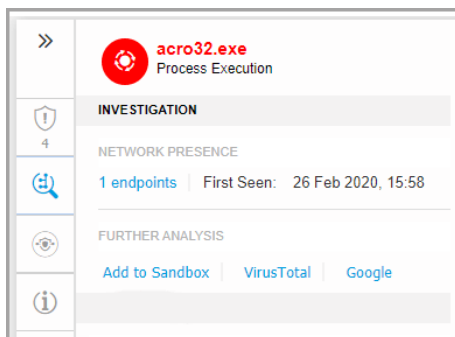 acro32.exe
Process Execution
INVESTIGATION
4
NETWORK PRESENCE
1 endpoints First Seen: 26 Feb 2020, 15:58
FURTHER ANALYSIS
Add to Sandbox VirusTotal Google